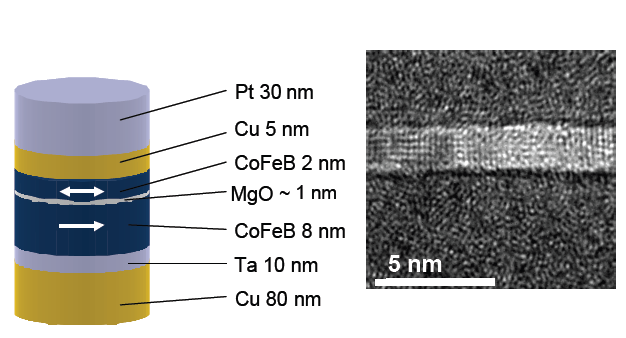 Pt 30 nm
Cu 5 nm
CoFeB 2 nm
MgO ~ 1 nm
CoFeB 8 nm
Ta 10 nm
Cu 80 nm
5 nm